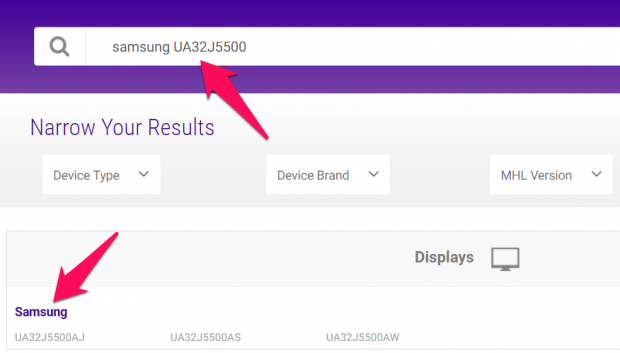 samsung UA32J5500
Narrow Your Results
Device Type Device Brand MHL Version
Displays
Samsung
UA32J5500AJ UA32J5500AS UA32J5500AW